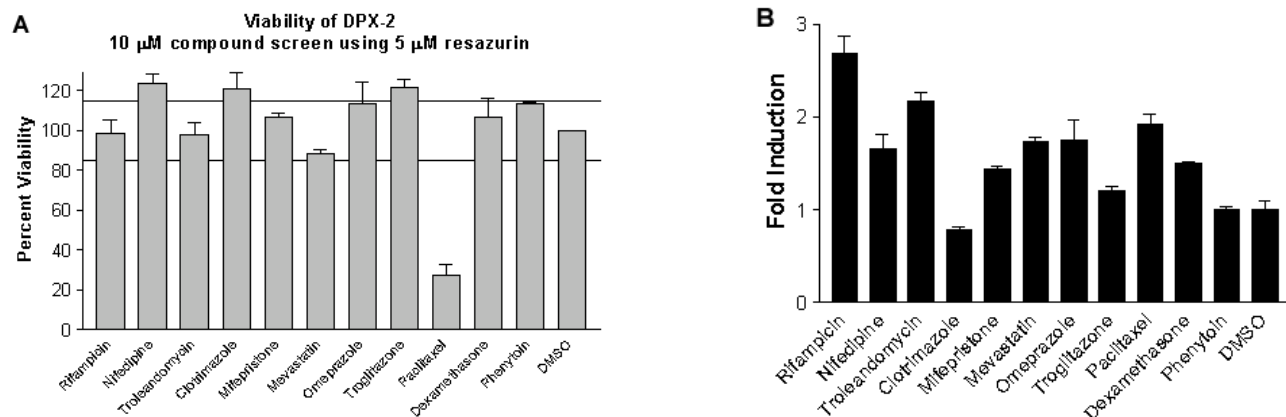 A
Viability of DPX-2
10 μM compound screen using 5 μM resazurin
Percent Viability
120
100
80
60
40
20
0
Rifampicin
Nifedipine
Troleandomycin
Clotrimazole
Mifepristone
Mevastatin
Omeprazole
Troglitazone
Paclitaxel
Dexamethasone
Phenytoin
DMSO
B
Fold Induction
3
2
1
0
Rifampicin
Nifedipine
Troleandomycin
Clotrimazole
Mifepristone
Mevastatin
Omeprazole
Troglitazone
Paclitaxel
Dexamethasone
Phenytoin
DMSO